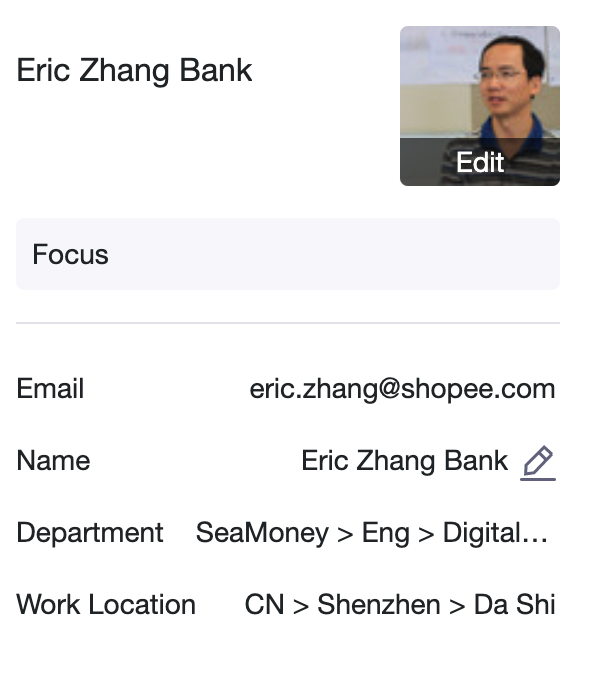 Eric Zhang Bank
Edit
Focus
Email eric.zhang@shopee.com
Name Eric Zhang Bank
Department SeaMoney > Eng > Digital...
Work Location CN > Shenzhen > Da Shi